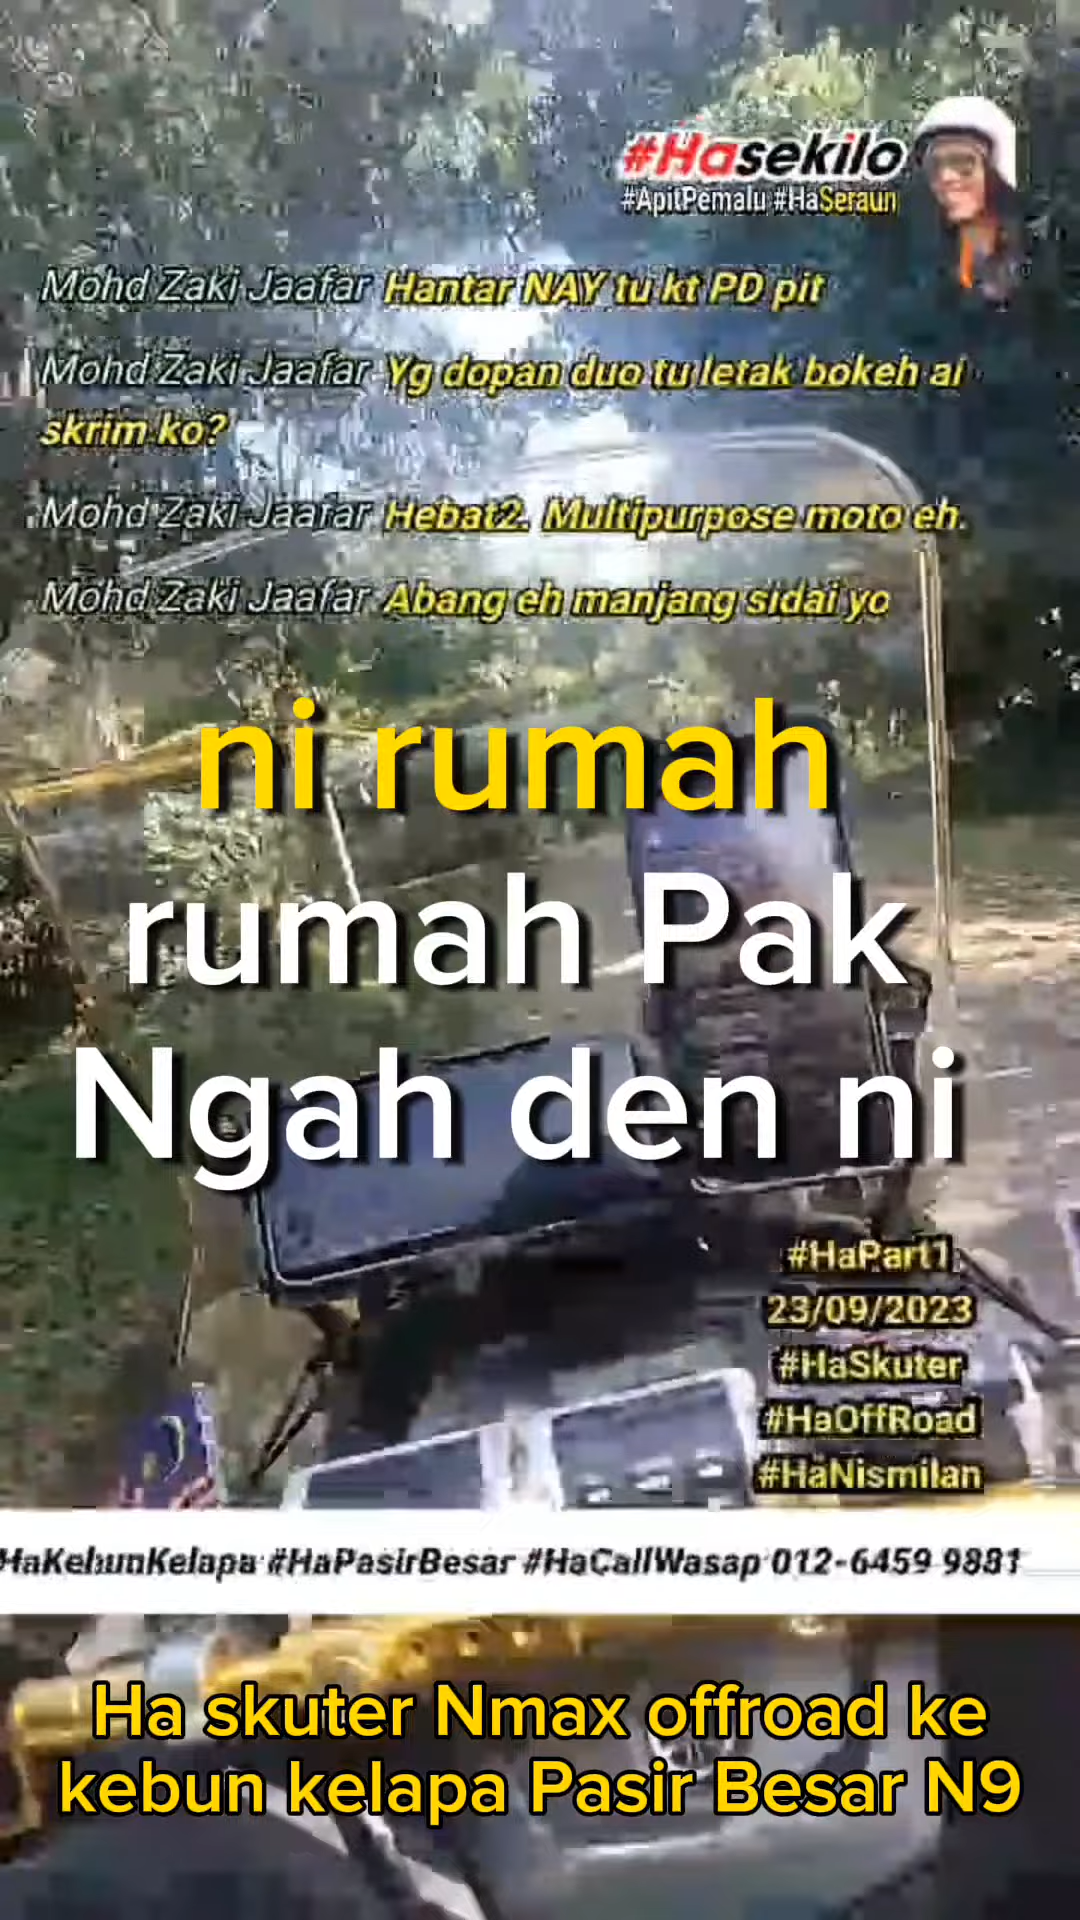 #Hasekilo
#ApitPemalu #HaSeraun
Mohd Zaki Jaafar Hantar NAY tu kt PD pit
Mohd Zaki Jaafar Yg dopan duo tu letak bokeh ai
skrim ko?
Mohd Zaki Jaafar Hebat2. Multipurpose moto eh.
Mohd Zaki Jaafar Abang eh manjang sidai yo
ni rumah
rumah Pak
Ngah den ni
#HaPart1
23/09/2023
#HaSkuter
#HaOffRoad
#HaNismilan
HaKebunKelapa #HaPasirBesar #HaCallWasap 012-6459 9881
Ha skuter Nmax offroad ke
kebun kelapa Pasir Besar N9